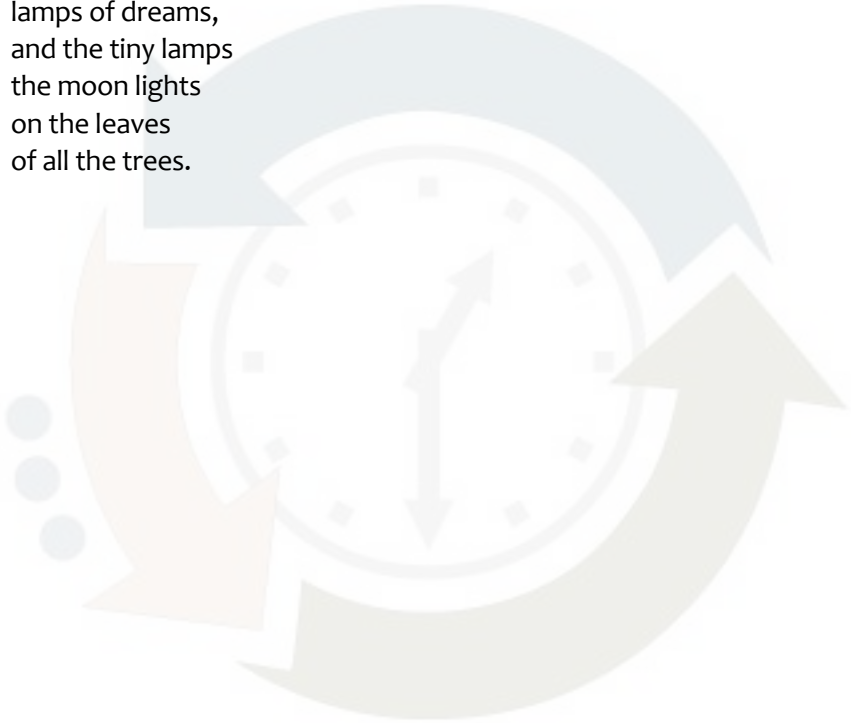 lamps of dreams,
and the tiny lamps
the moon lights
on the leaves
of all the trees.